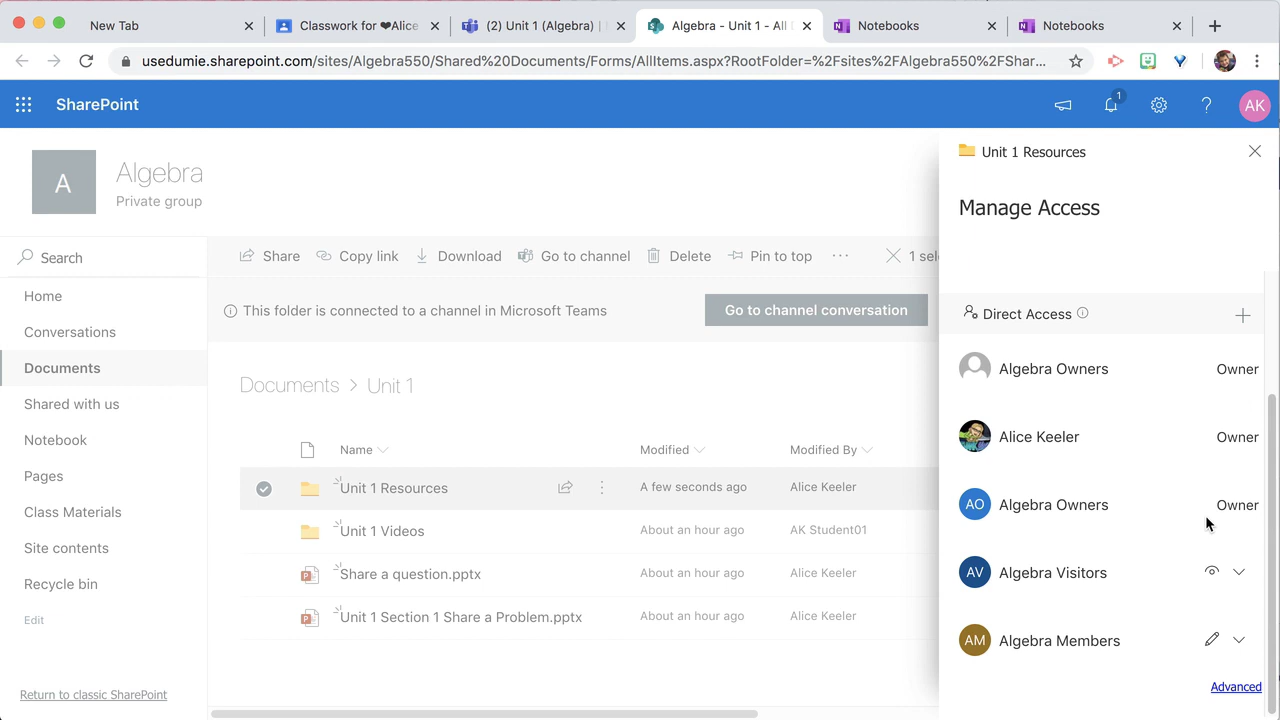 New Tab
Classwork for ❤Alice
(2) Unit 1 (Algebra) |
Algebra - Unit 1 - All
Notebooks
Notebooks
usedumie.sharepoint.com/sites/Algebra550/Shared%20Documents/Forms/AllItems.aspx?RootFolder=%2Fsites%2FAlgebra550%2FShar...
SharePoint
1
AK
A
Algebra
Private group
Unit 1 Resources
Manage Access
Search
Share
Copy link
Download
Go to channel
Delete
Pin to top
1 sel
Home
Conversations
Documents
Shared with us
Notebook
Pages
Class Materials
Site contents
Recycle bin
Edit
Return to classic SharePoint
This folder is connected to a channel in Microsoft Teams
Go to channel conversation
Documents > Unit 1
Name
Modified
Modified By
Unit 1 Resources
A few seconds ago
Alice Keeler
Unit 1 Videos
About an hour ago
AK Student01
Share a question.pptx
About an hour ago
Alice Keeler
Unit 1 Section 1 Share a Problem.pptx
About an hour ago
Alice Keeler
Direct Access
Algebra Owners
Owner
Alice Keeler
Owner
AO
Algebra Owners
Owner
AV
Algebra Visitors
AM
Algebra Members
Advanced